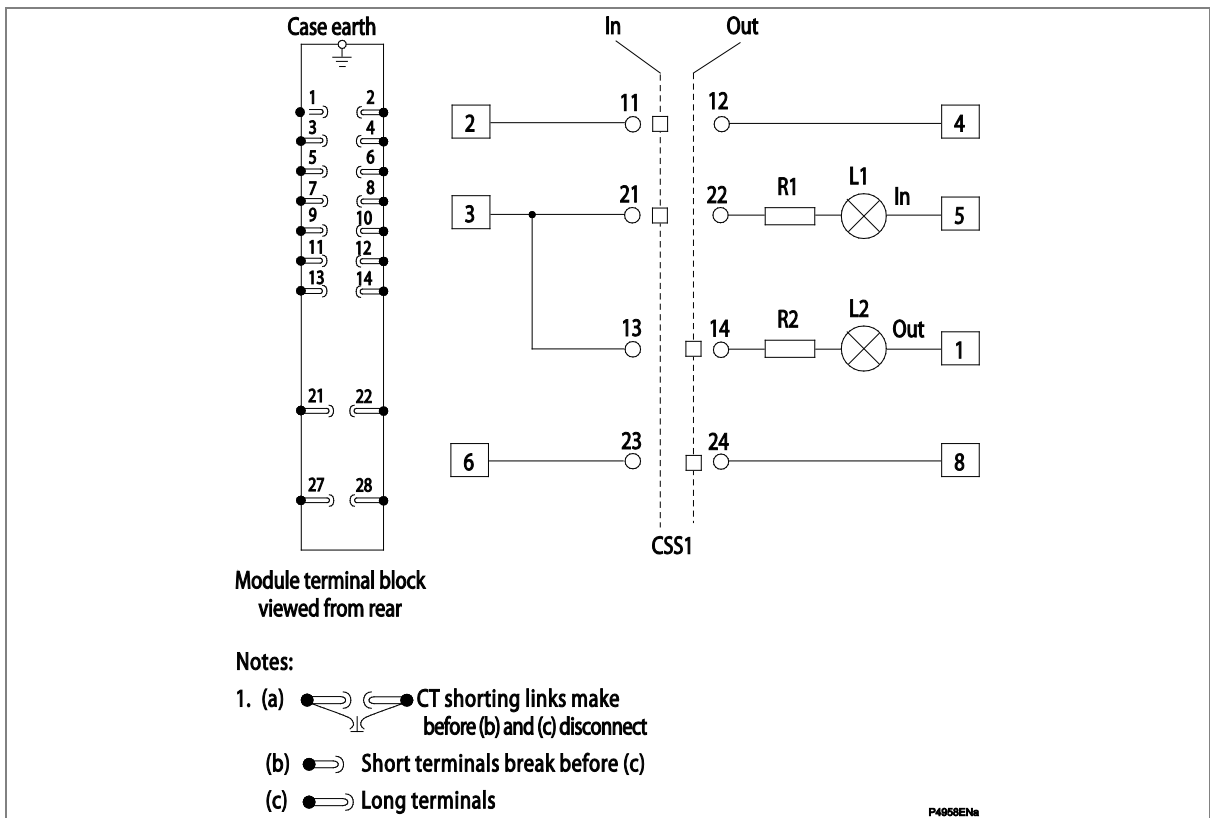 Case earth
In Out
1 2
3 4
5 6
7 8
9 10
11 12
13 14
21 22
27 28
2 11 12 4
3 21 22 R1 L1 In 5
13 14 R2 L2 Out 1
6 23 24 8
CSS1
Module terminal block
viewed from rear
Notes:
1. (a) CT shorting links make
before (b) and (c) disconnect
(b) Short terminals break before (c)
(c) Long terminals
P4958ENa